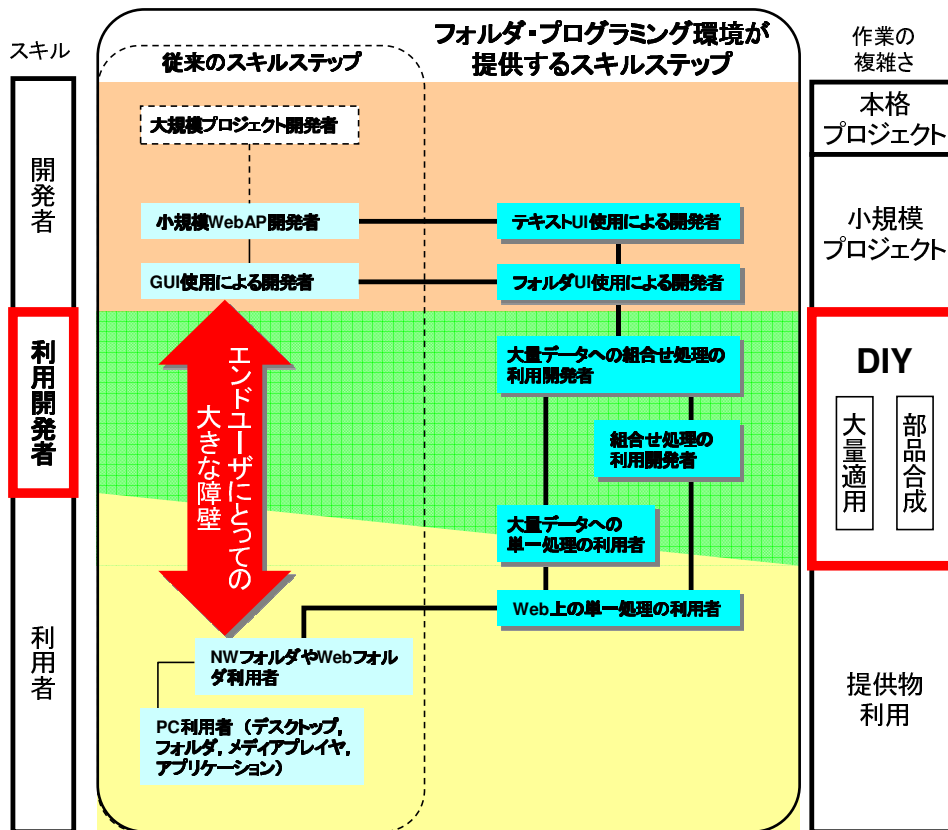 スキル
開発者
利用開発者
利用者
従来のスキルステップ
大規模プロジェクト開発者
小規模WebAP開発者
GUI使用による開発者
エンドユーザにとっての
大きな障壁
NWフォルダやWebフォル
ダ利用者
PC利用者（デスクトップ，
フォルダ，メディアプレイヤ，
アプリケーション）
フォルダ・プログラミング環境が
提供するスキルステップ
テキストUI使用による開発者
フォルダUI使用による開発者
大量データへの組合せ処理の
利用開発者
組合せ処理の
利用開発者
大量データへの
単一処理の利用者
Web上の単一処理の利用者
作業の
複雑さ
本格
プロジェクト
小規模
プロジェクト
DIY
大量適用
部品合成
提供物
利用